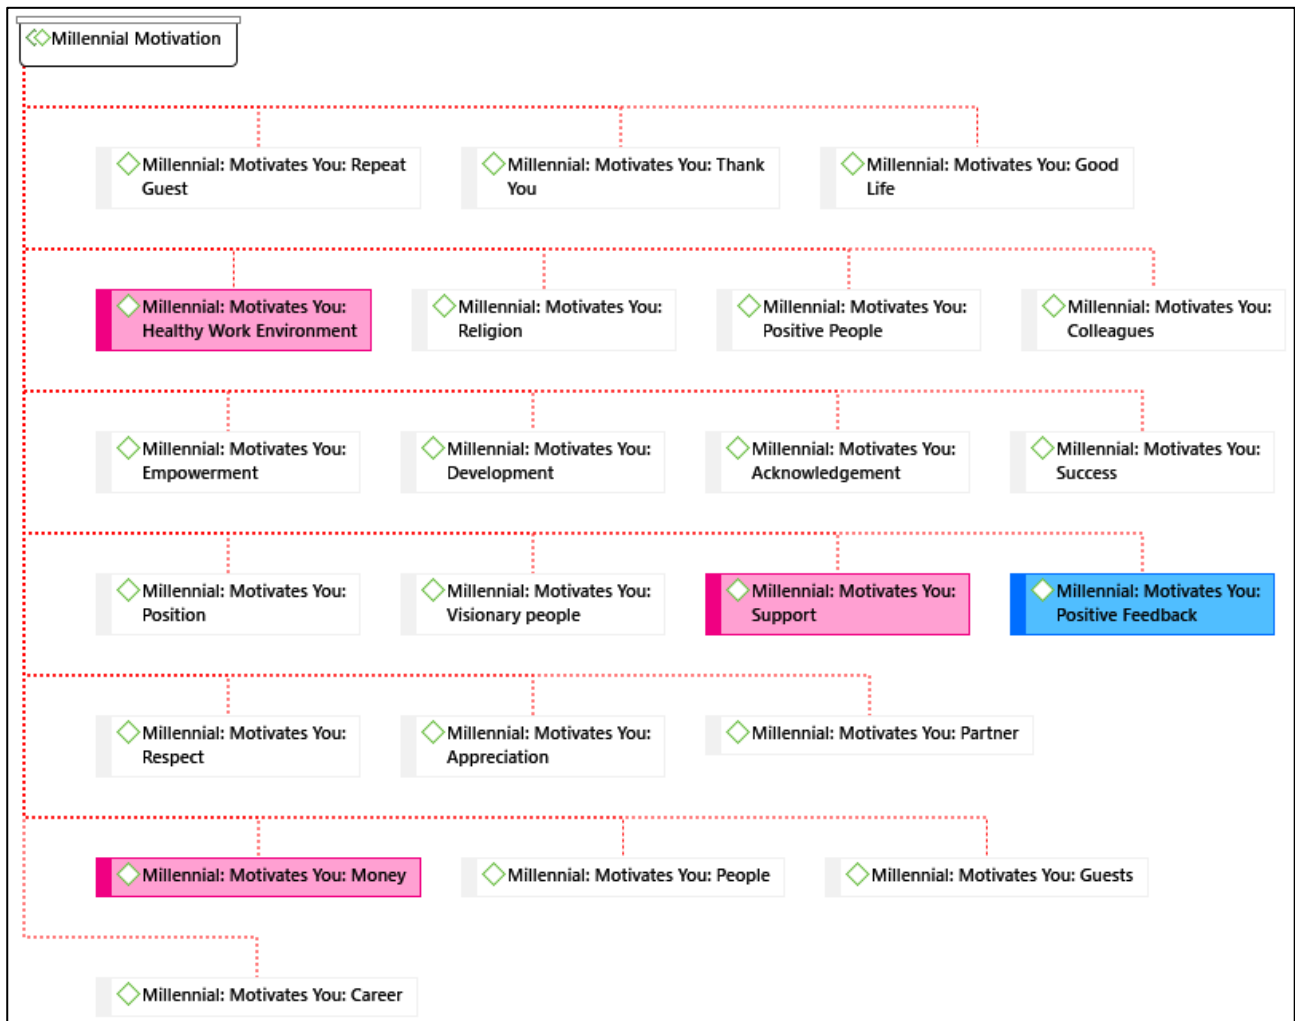 Millennial Motivation
Millennial: Motivates You: Repeat
Guest
Millennial: Motivates You: Thank
You
Millennial: Motivates You: Good
Life
Millennial: Motivates You:
Healthy Work Environment
Millennial: Motivates You:
Religion
Millennial: Motivates You:
Positive People
Millennial: Motivates You:
Colleagues
Millennial: Motivates You:
Empowerment
Millennial: Motivates You:
Development
Millennial: Motivates You:
Acknowledgement
Millennial: Motivates You:
Success
Millennial: Motivates You:
Position
Millennial: Motivates You:
Visionary people
Millennial: Motivates You:
Support
Millennial: Motivates You:
Positive Feedback
Millennial: Motivates You:
Respect
Millennial: Motivates You:
Appreciation
Millennial: Motivates You: Partner
Millennial: Motivates You: Money
Millennial: Motivates You: People
Millennial: Motivates You: Guests
Millennial: Motivates You: Career